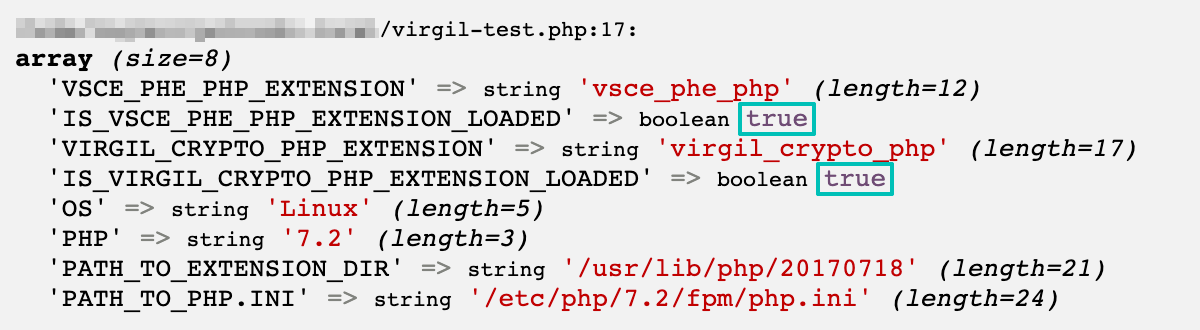 /virgil-test.php:17:
array (size=8)
'VSCE_PHE_PHP_EXTENSION' => string 'vsce_phe_php' (length=12)
'IS_VSCE_PHE_PHP_EXTENSION_LOADED' => boolean true
'VIRGIL_CRYPTO_PHP_EXTENSION' => string 'virgil_crypto_php' (length=17)
'IS_VIRGIL_CRYPTO_PHP_EXTENSION_LOADED' => boolean true
'OS' => string 'Linux' (length=5)
'PHP' => string '7.2' (length=3)
'PATH_TO_EXTENSION_DIR' => string '/usr/lib/php/20170718' (length=21)
'PATH_TO_PHP.INI' => string '/etc/php/7.2/fpm/php.ini' (length=24)